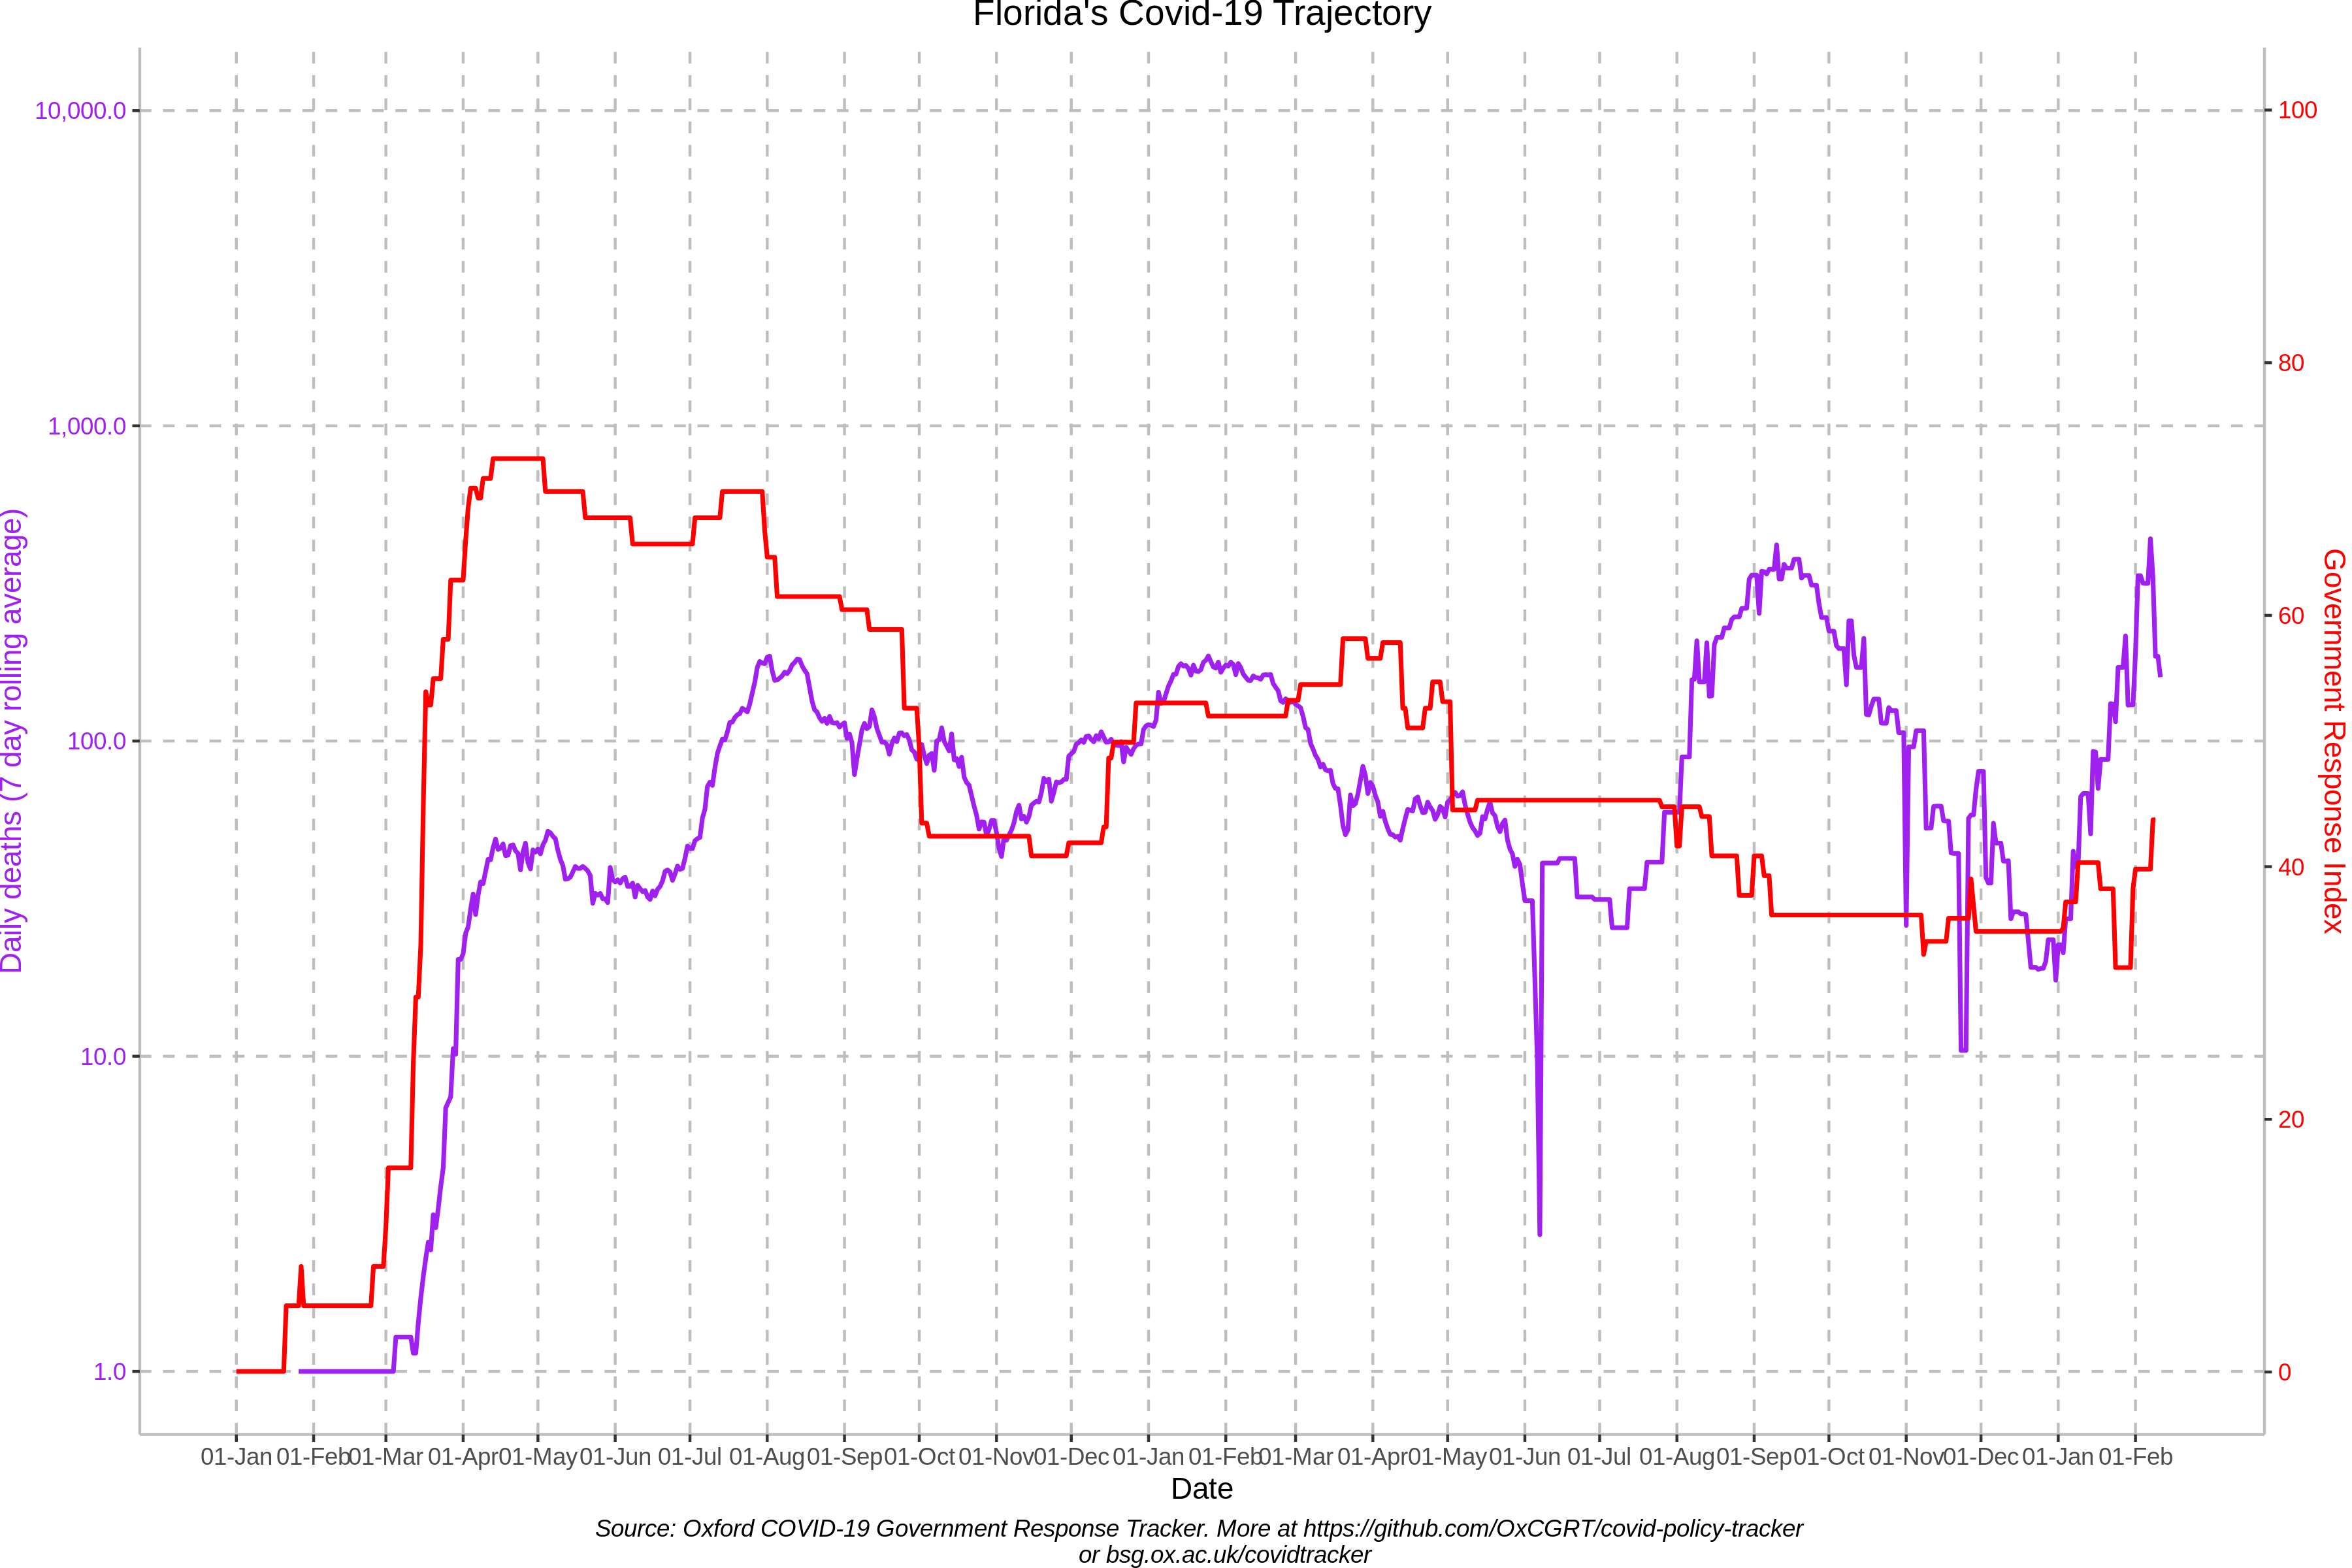 Florida's Covid-19 Trajectory
10,000.0
1,000.0
100.0
10.0
1.0
Daily deaths (7 day rolling average)
100
80
60
40
20
0
Government Response Index
01-Jan 01-Feb 01-Mar 01-Apr 01-May 01-Jun 01-Jul 01-Aug 01-Sep 01-Oct 01-Nov 01-Dec 01-Jan 01-Feb 01-Mar 01-Apr 01-May 01-Jun 01-Jul 01-Aug 01-Sep 01-Oct 01-Nov 01-Dec 01-Jan 01-Feb
Date
Source: Oxford COVID-19 Government Response Tracker. More at https://github.com/OxCGRT/covid-policy-tracker
or bsg.ox.ac.uk/covidtracker